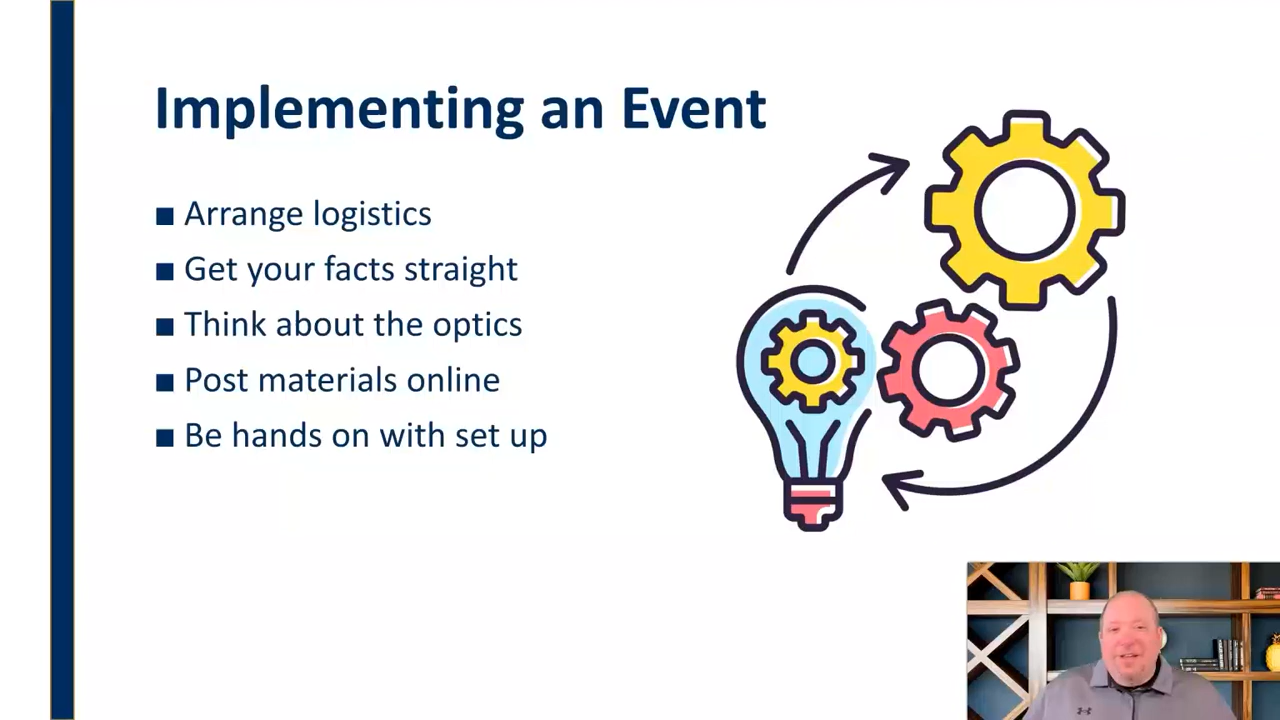 Implementing an Event
■ Arrange logistics
■ Get your facts straight
■ Think about the optics
■ Post materials online
■ Be hands on with set up